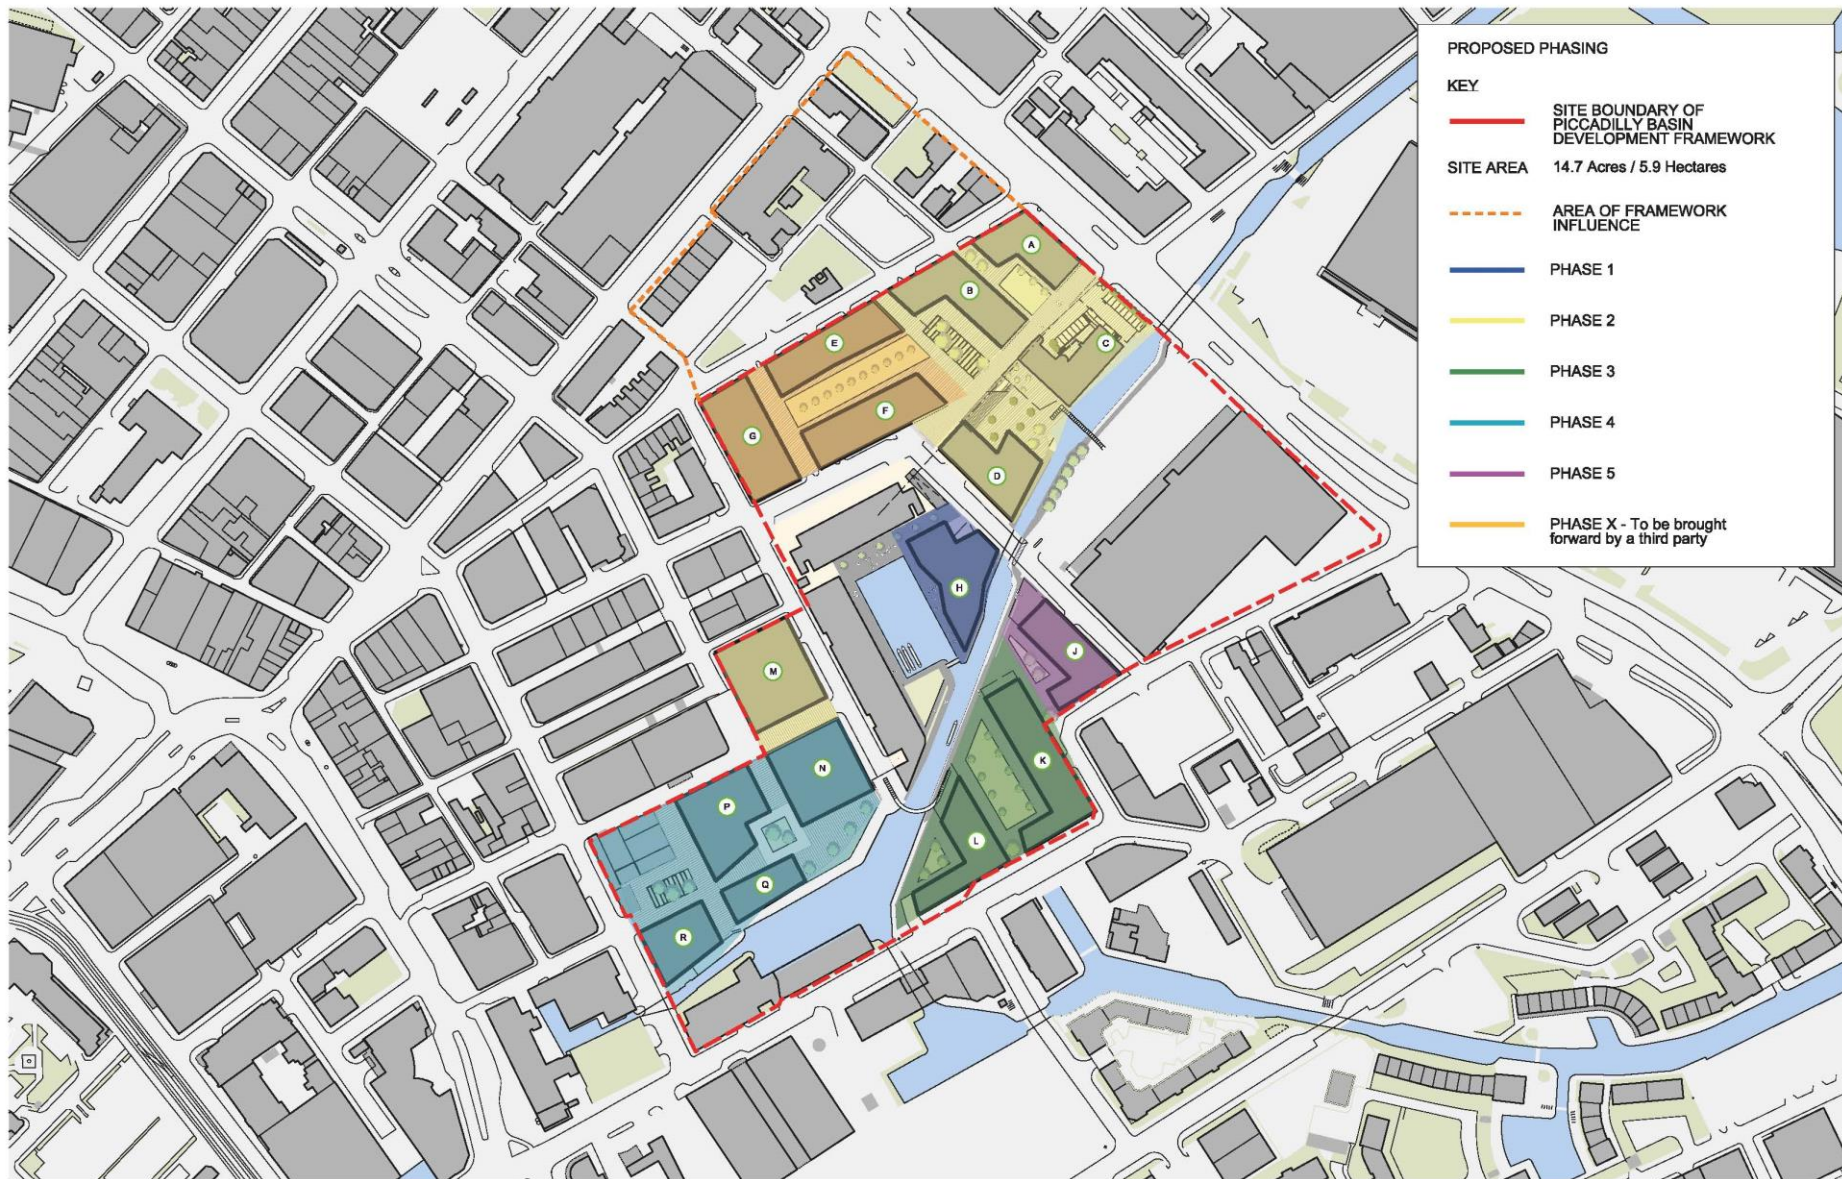 PROPOSED PHASING
KEY
SITE BOUNDARY OF
PICCADILLY BASIN
DEVELOPMENT FRAMEWORK
SITE AREA 14.7 Acres / 5.9 Hectares
AREA OF FRAMEWORK
INFLUENCE
PHASE 1
PHASE 2
PHASE 3
PHASE 4
PHASE 5
PHASE X - To be brought
forward by a third party
A
B
C
E
F
G
D
H
J
M
K
N
P
L
Q
R